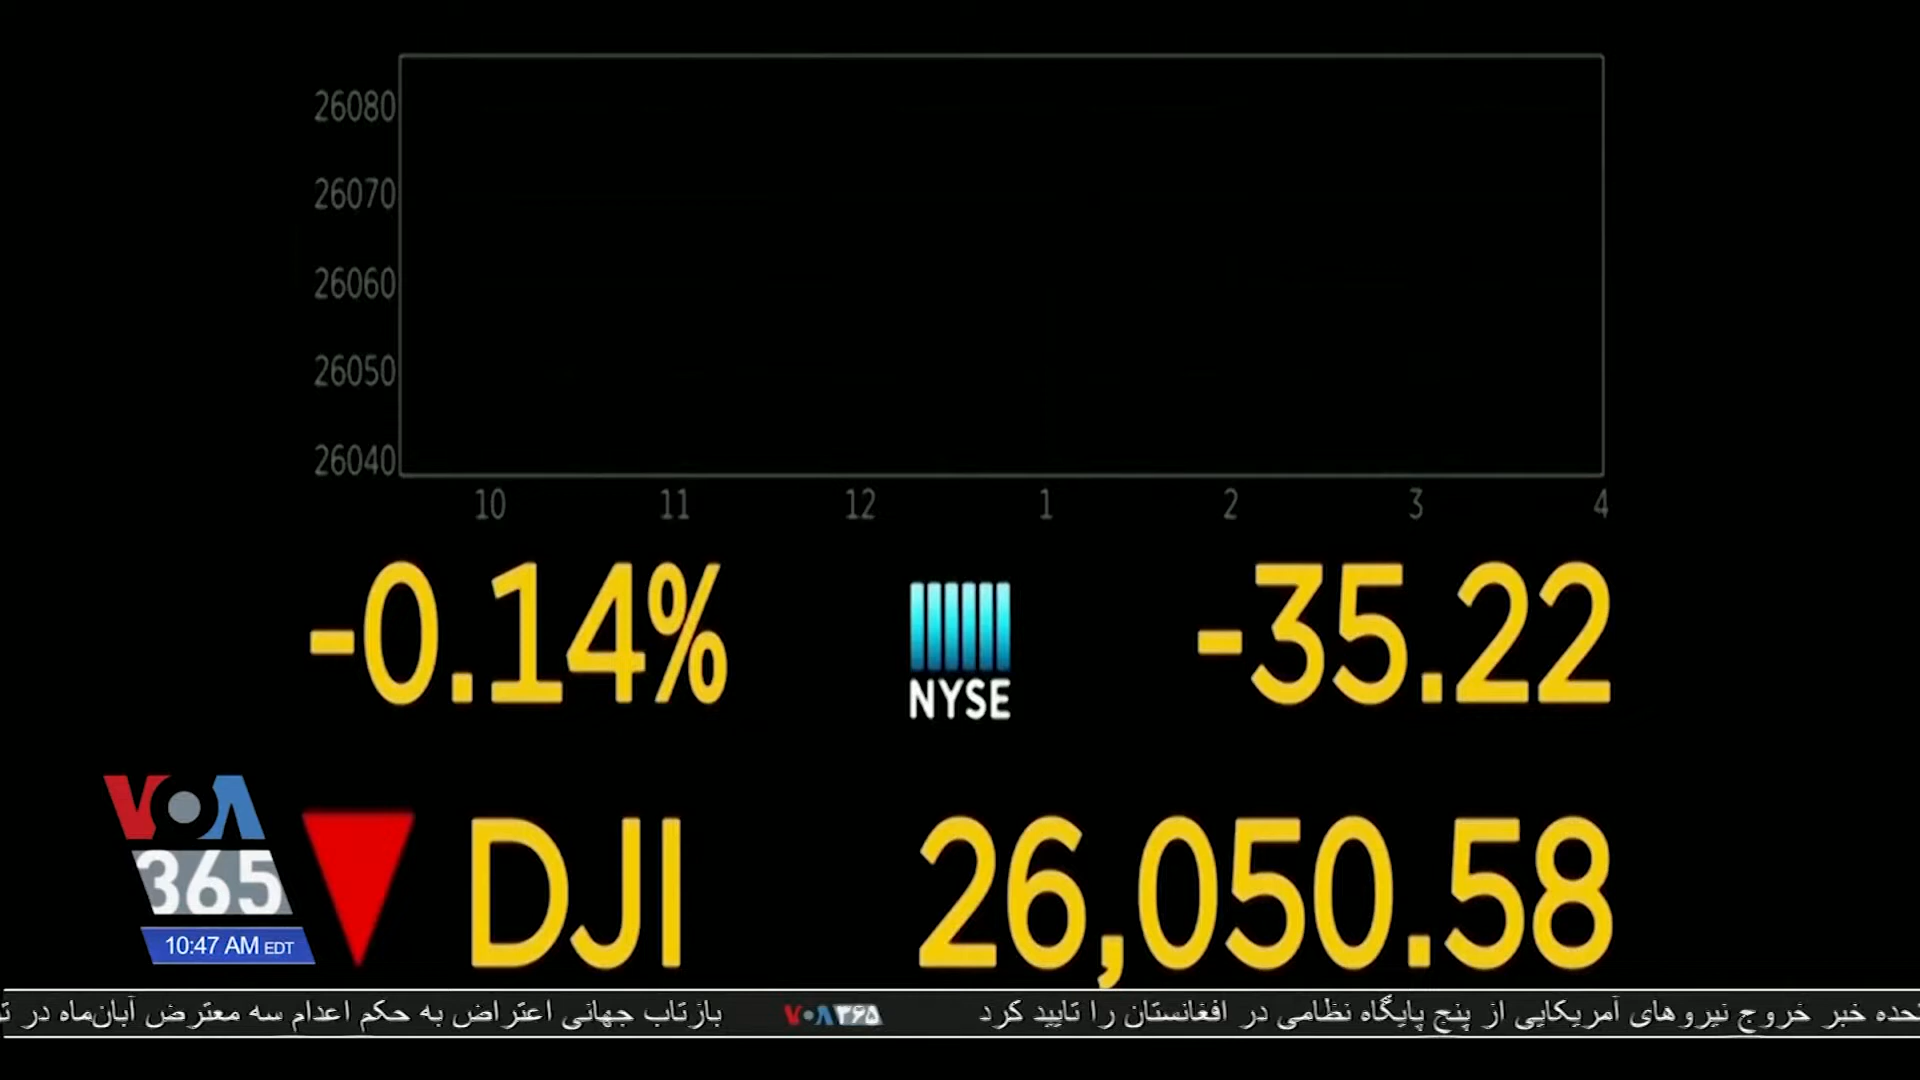 26080
26070
26060
26050
26040
10 11 12 1 2 3 4
-0.14%
NYSE
-35.22
VOA
365
10:47 AM EDT
DJI
26,050.58
خبر خروج نیروهای آمریکایی از پنج پایگاه نظامی در افغانستان را تایید کرد
VOA۳۶۵
بازتاب جهانی اعتراض به حکم اعدام سه معترض آبان‌ماه در